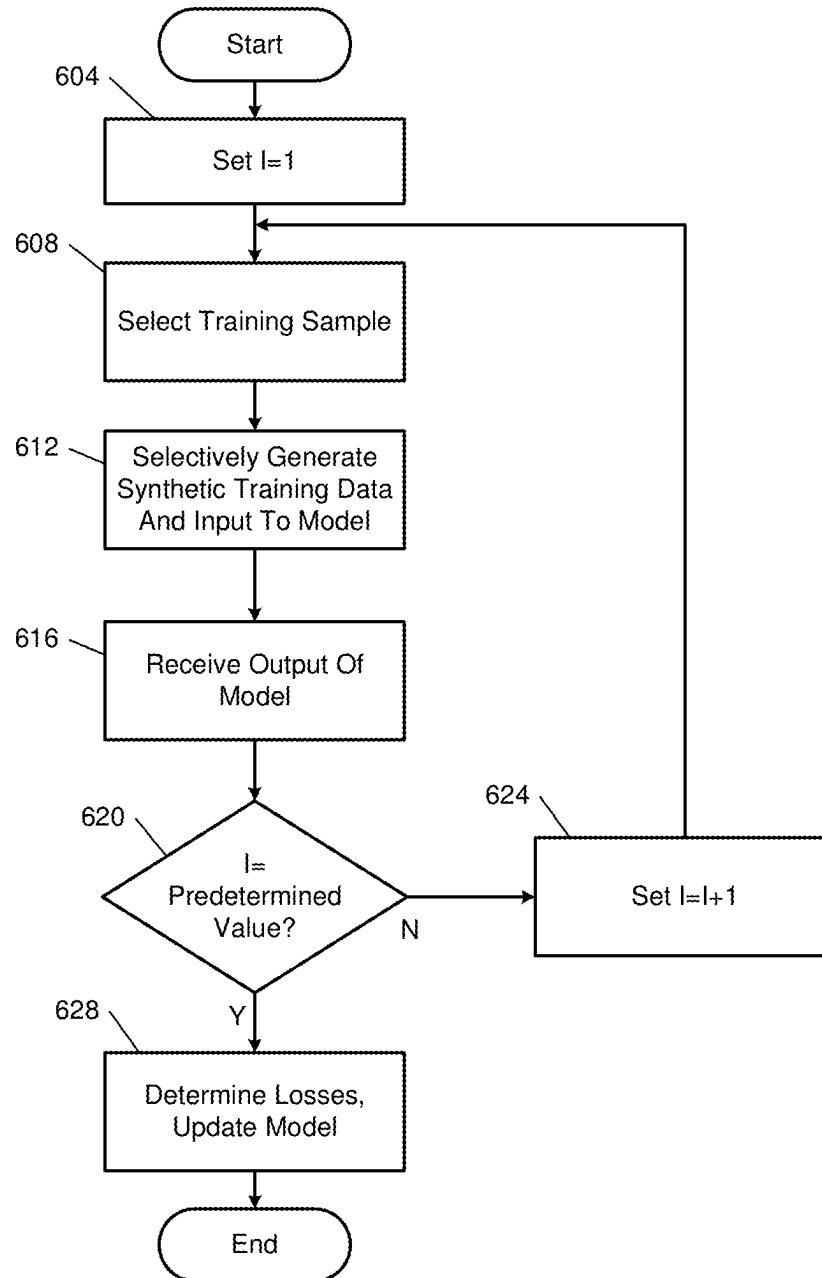 Start
604
Set I=1
608
Select Training Sample
612
Selectively Generate
Synthetic Training Data
And Input To Model
616
Receive Output Of
Model
620
I=
Predetermined
Value?
N
624
Set I=I+1
Y
628
Determine Losses,
Update Model
End